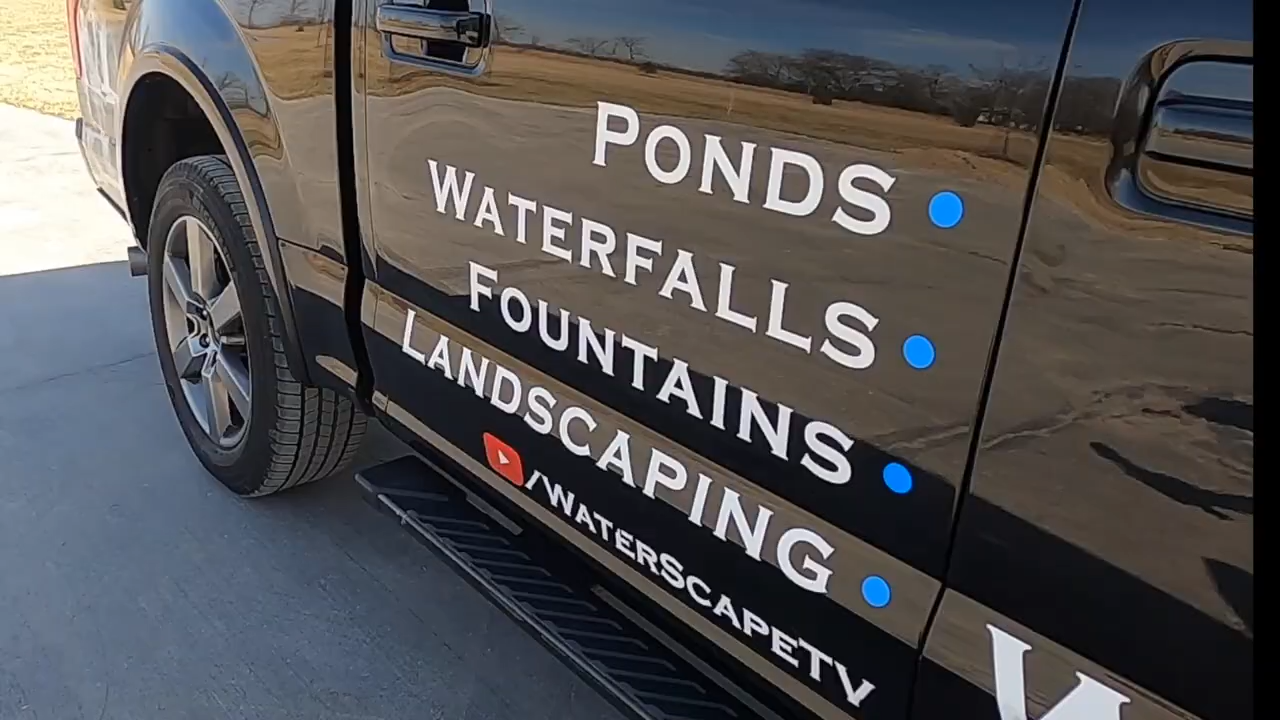 PONDS
WATERFALLS
FOUNTAINS
LANDSCAPING
/WATERSCAPETV
W